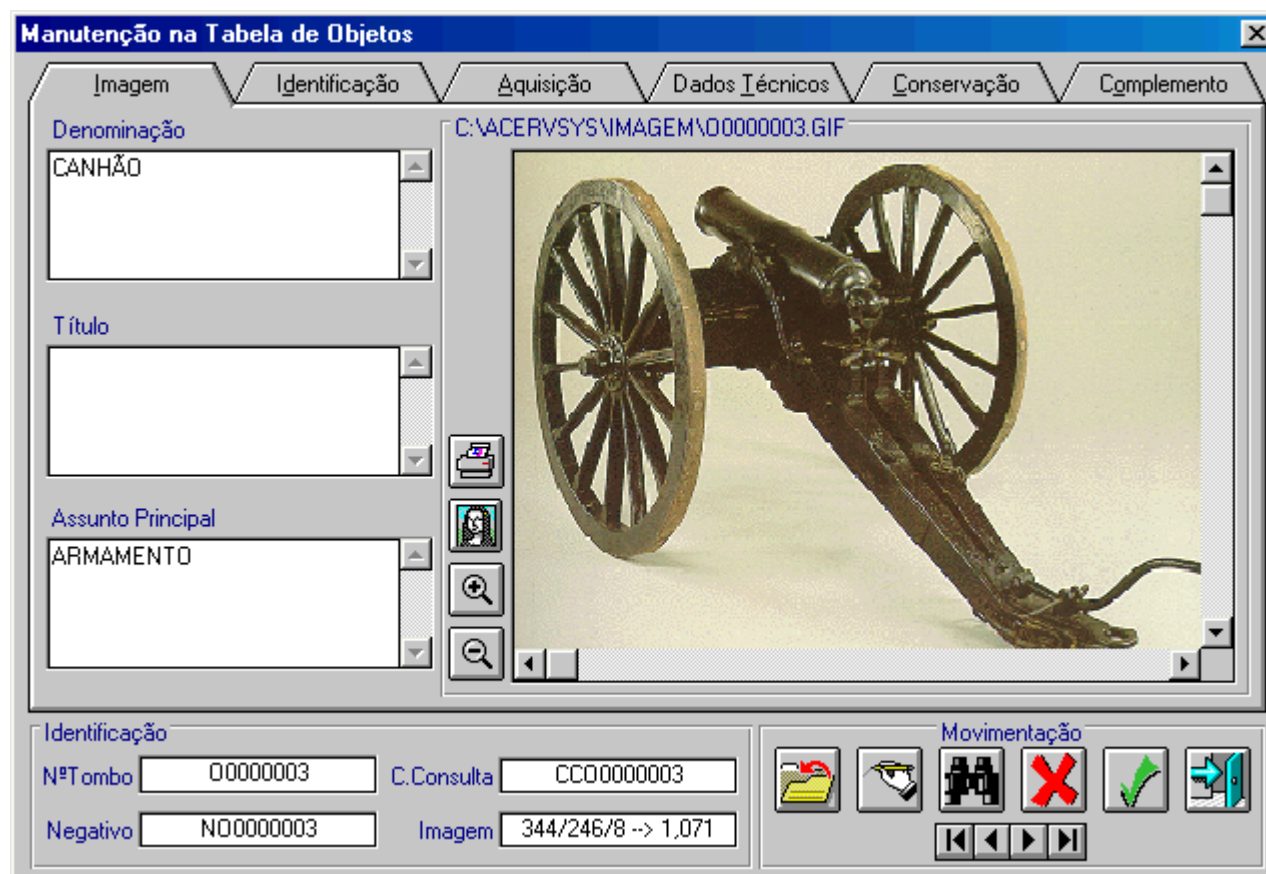 Manutenção na Tabela de Objetos
Imagem
Identificação
Aquisição
Dados Técnicos
Conservação
Complemento
Denominação
CANHÃO
Título
Assunto Principal
ARMAMENTO
C:\ACERVSYS\IMAGEM\O0000003.GIF
Identificação
NºTombo O0000003 C.Consulta CCO0000003
Negativo NO0000003 Imagem 344/246/8 --> 1,071
Movimentação